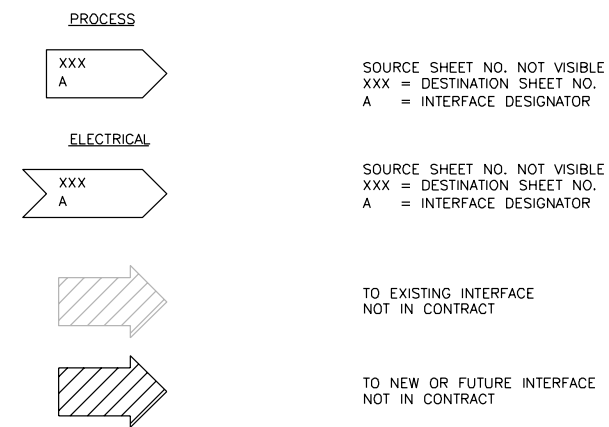 PROCESS
XXX
A
SOURCE SHEET NO. NOT VISIBLE
XXX = DESTINATION SHEET NO.
A = INTERFACE DESIGNATOR
ELECTRICAL
XXX
A
SOURCE SHEET NO. NOT VISIBLE
XXX = DESTINATION SHEET NO.
A = INTERFACE DESIGNATOR
TO EXISTING INTERFACE
NOT IN CONTRACT
TO NEW OR FUTURE INTERFACE
NOT IN CONTRACT